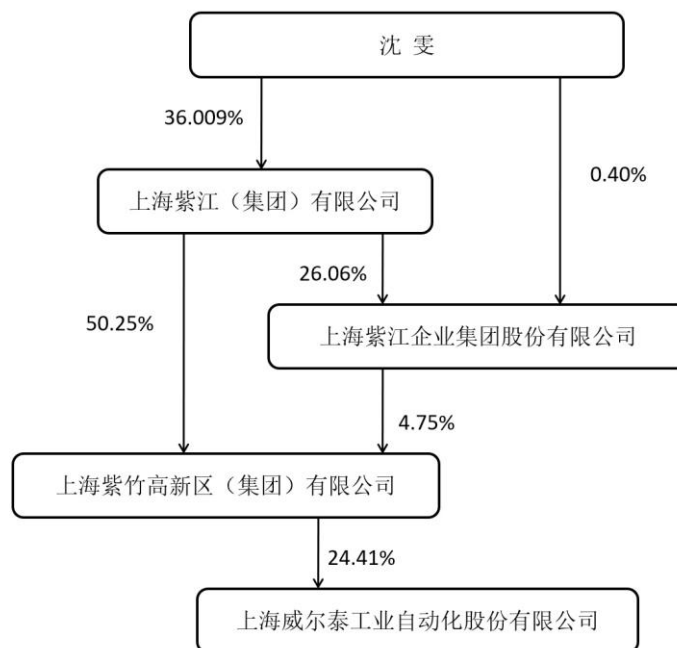 沈 雯
36.009%
0.40%
上海紫江（集团）有限公司
26.06%
50.25%
上海紫江企业集团股份有限公司
4.75%
上海紫竹高新区（集团）有限公司
24.41%
上海威尔泰工业自动化股份有限公司